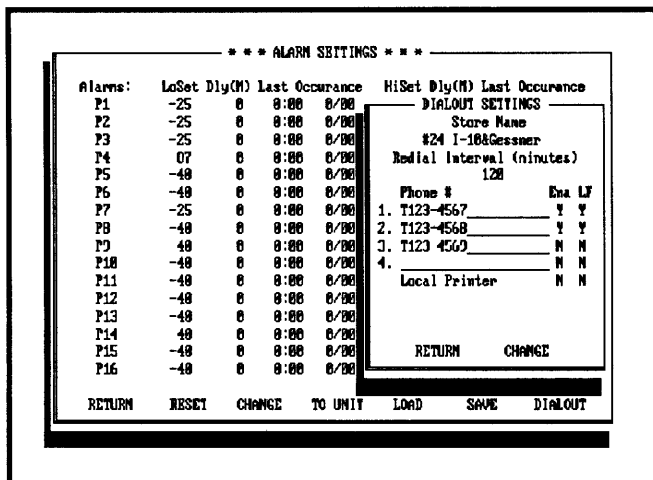 * * * ALARM SETTINGS * * *
Alarms: LoSet Dly(M) Last Occurance HiSet Dly(M) Last Occurance
P1 -25 0 0:00 0/00
P2 -25 0 0:00 0/00
P3 -25 0 0:00 0/00
P4 07 0 0:00 0/00
P5 -40 0 0:00 0/00
P6 -40 0 0:00 0/00
P7 -25 0 0:00 0/00
P8 -40 0 0:00 0/00
P9 40 0 0:00 0/00
P10 -40 0 0:00 0/00
P11 -40 0 0:00 0/00
P12 -40 0 0:00 0/00
P13 -40 0 0:00 0/00
P14 40 0 0:00 0/00
P15 -40 0 0:00 0/00
P16 -40 0 0:00 0/00
DIALOUT SETTINGS
Store Name
#24 I-10&Gessner
Redial Interval (minutes)
120
Phone # Ena LF
1. T123-4567 Y Y
2. T123-4568 Y Y
3. T123 4569 N N
4. N N
Local Printer N N
RETURN CHANGE
RETURN RESET CHANGE TO UNIT LOAD SAVE DIALOUT